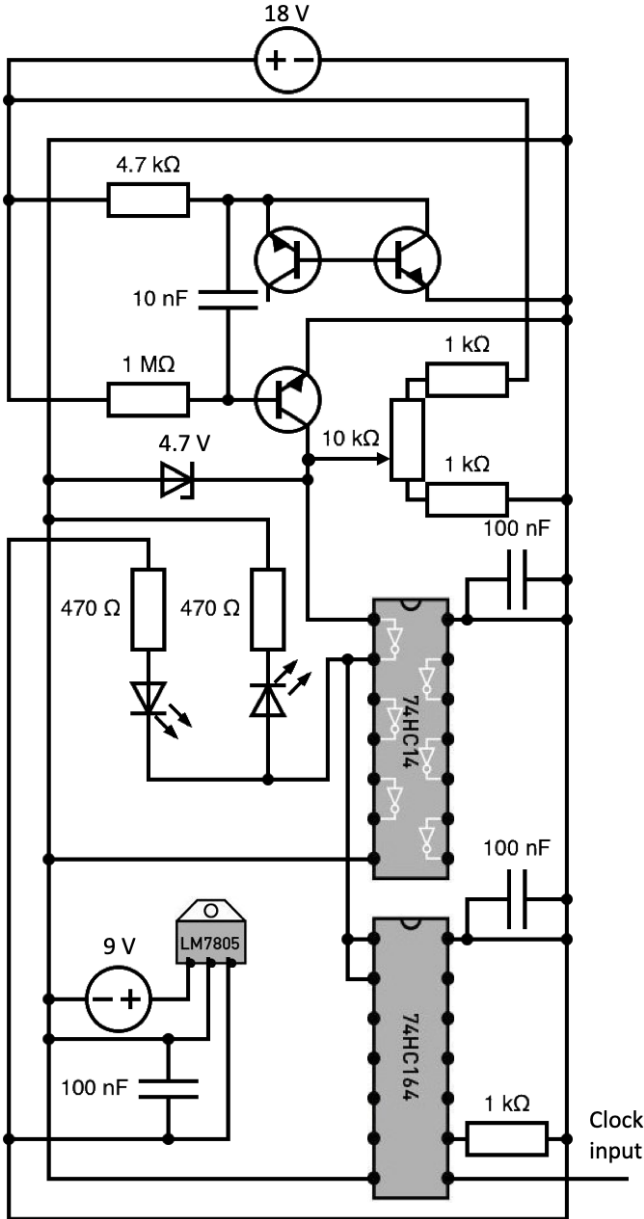 18 V
4.7 kΩ
10 nF
1 MΩ
1 kΩ
4.7 V
10 kΩ
1 kΩ
100 nF
470 Ω
470 Ω
74HC14
100 nF
LM7805
9 V
74HC164
100 nF
1 kΩ
Clock
input